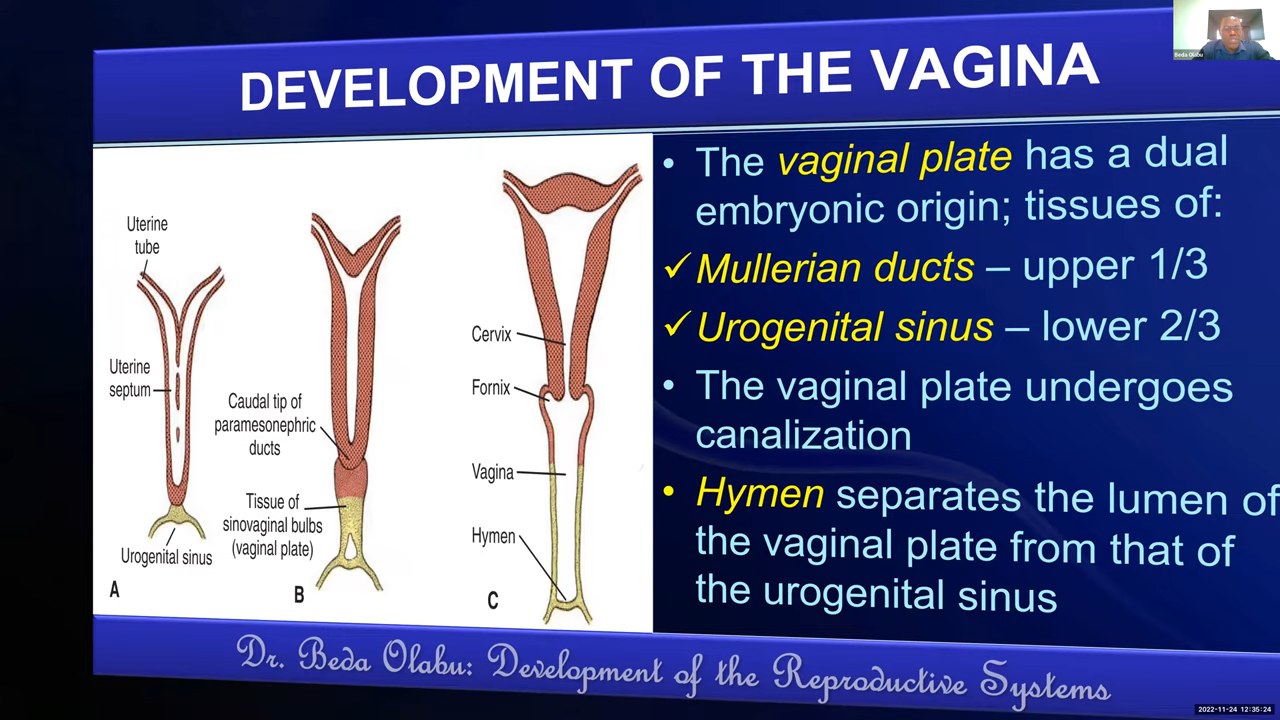 Beda Olabu
DEVELOPMENT OF THE VAGINA
Uterine
tube
Uterine
septum
Urogenital sinus
A
Caudal tip of
paramesonephric
ducts
Tissue of
sinovaginal bulbs
(vaginal plate)
B
Cervix
Fornix
Vagina
Hymen
C
• The vaginal plate has a dual
embryonic origin; tissues of:
✓ Mullerian ducts – upper 1/3
✓ Urogenital sinus – lower 2/3
• The vaginal plate undergoes
canalization
• Hymen separates the lumen of
the vaginal plate from that of
the urogenital sinus
Dr. Beda Olabu: Development of the Reproductive Systems
2022-11-24 12:35:24